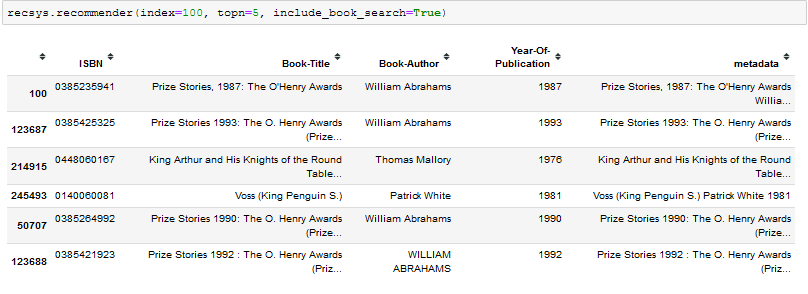 recsys.recommender(index=100, topn=5, include_book_search=True)
ISBN Book-Title Book-Author Year-Of-Publication metadata
100 0385235941 Prize Stories, 1987: The O'Henry Awards William Abrahams 1987 Prize Stories, 1987: The O'Henry Awards
Willia...
123687 0385425325 Prize Stories 1993: The O. Henry Awards William Abrahams 1993 Prize Stories 1993: The O. Henry Awards
(Prize... (Prize...
214915 0448060167 King Arthur and His Knights of the Round Thomas Mallory 1976 King Arthur and His Knights of the Round
Table... Table...
245493 0140060081 Voss (King Penguin S.) Patrick White 1981 Voss (King Penguin S.) Patrick White 1981
50707 0385264992 Prize Stories 1990: The O. Henry Awards William Abrahams 1990 Prize Stories 1990: The O. Henry Awards
(Prize... (Prize...
123688 0385421923 Prize Stories 1992 : The O. Henry Awards WILLIAM 1992 Prize Stories 1992 : The O. Henry Awards
(Priz... ABRAHAMS (Priz...